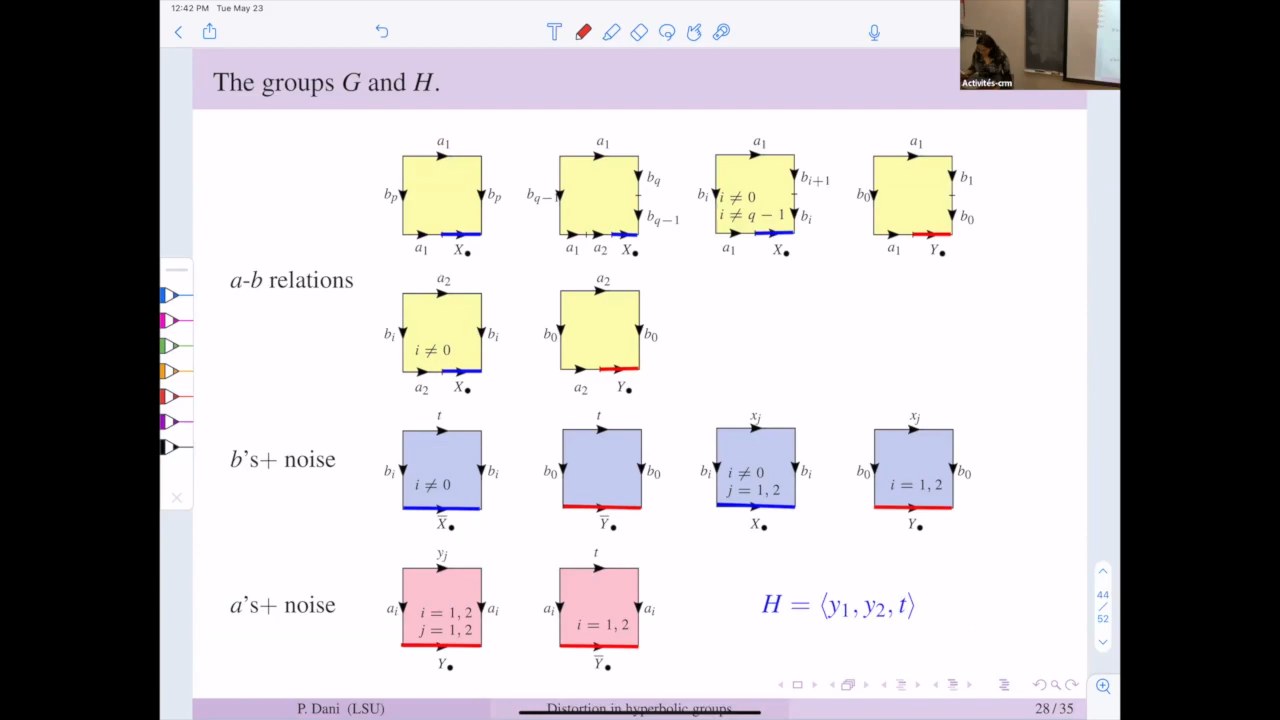 12:42 PM Tue May 23
Activités-crm
The groups G and H.
a₁ a₁ a₁ a₁
b_p b_p b_{q−1} b_q b_{q−1} b_i i ≠ 0 i ≠ q − 1 b_{i+1} b_i b₀ b₁ b₀
a₁ X• a₁ a₂ X• a₁ X• a₁ Y•
a-b relations
a₂ a₂
b_i i ≠ 0 b_i b₀ b₀
a₂ X• a₂ Y•
t t x_j x_j
b's+ noise
b_i i ≠ 0 b_i b₀ b₀ b_i i ≠ 0 j = 1, 2 b_i b₀ i = 1, 2 b₀
X̅• Y̅• X• Y•
y_j t
a's+ noise
a_i i = 1, 2 j = 1, 2 a_i a_i i = 1, 2 a_i
H = ⟨y₁, y₂, t⟩
Y• Y̅•
44
/
52
P. Dani (LSU) Distortion in hyperbolic groups 28 / 35